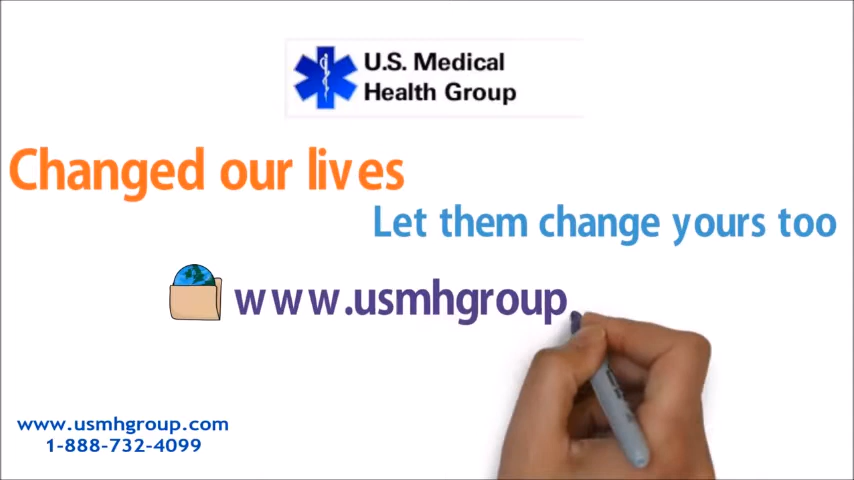 U.S. Medical
Health Group
Changed our lives
Let them change yours too
www.usmhgroup.
www.usmhgroup.com
1-888-732-4099